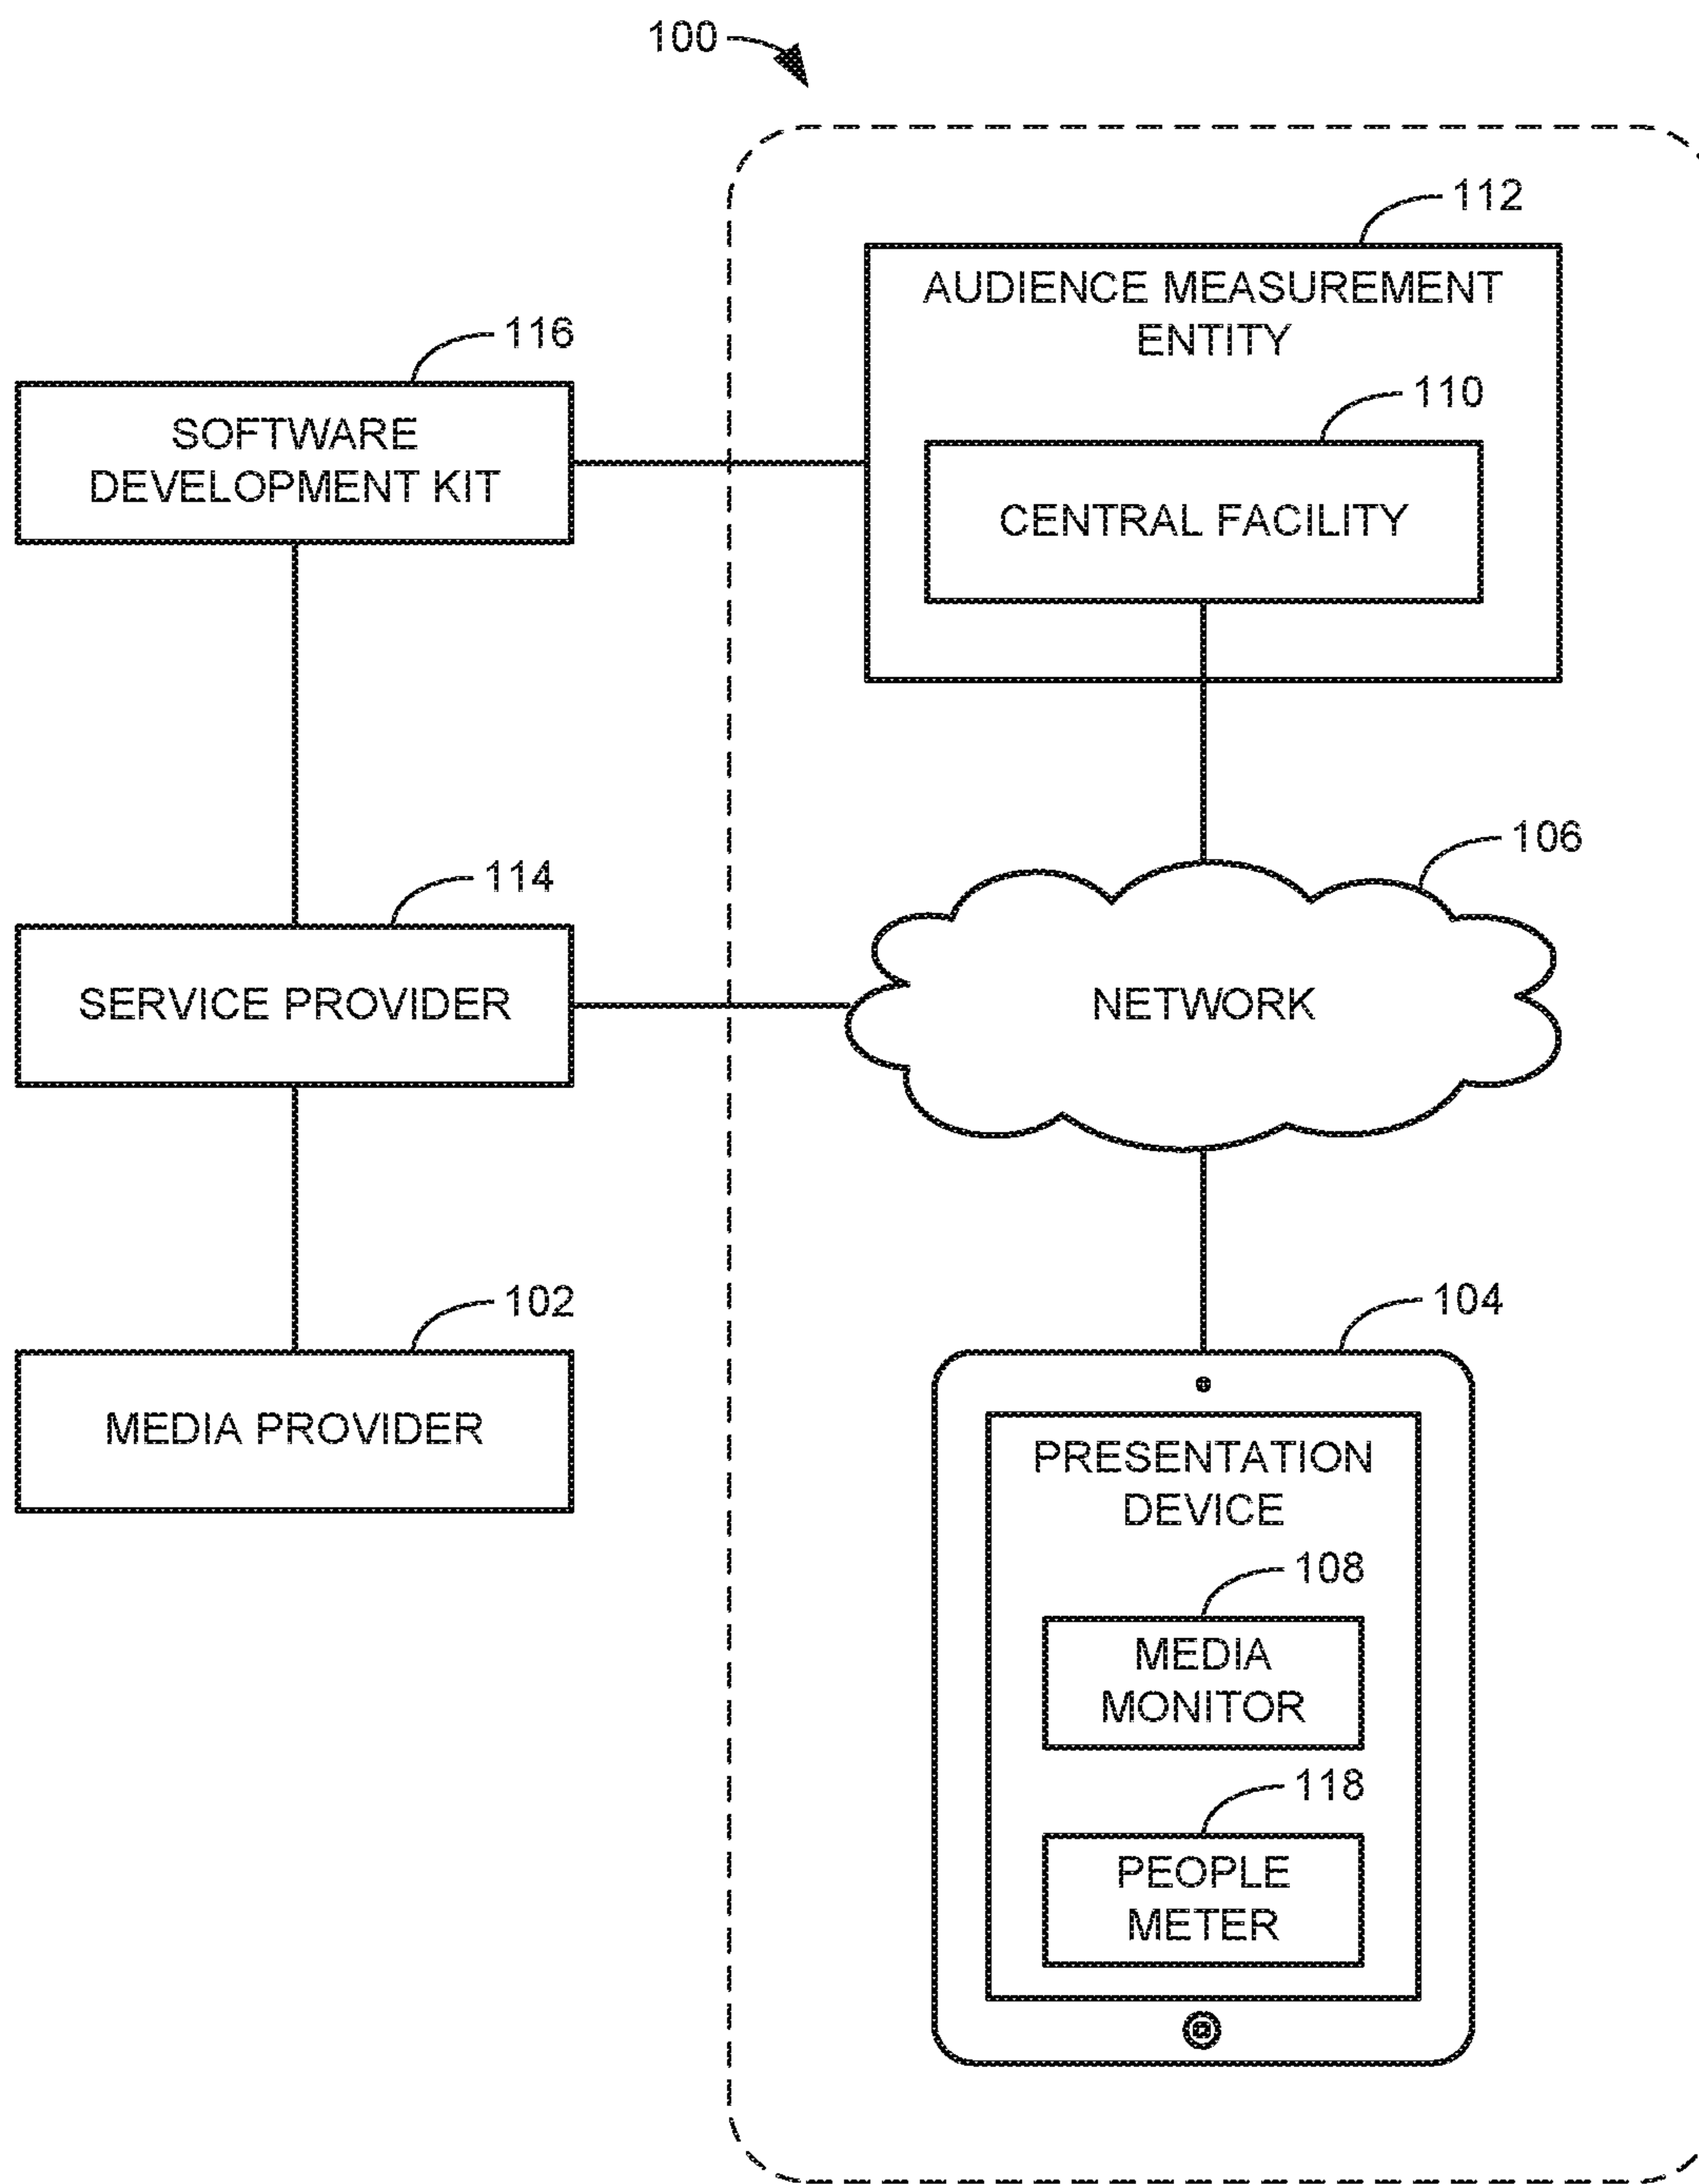 100
112
AUDIENCE MEASUREMENT
ENTITY
116
SOFTWARE
DEVELOPMENT KIT
110
CENTRAL FACILITY
106
114
SERVICE PROVIDER
NETWORK
102
MEDIA PROVIDER
104
PRESENTATION
DEVICE
108
MEDIA
MONITOR
118
PEOPLE
METER